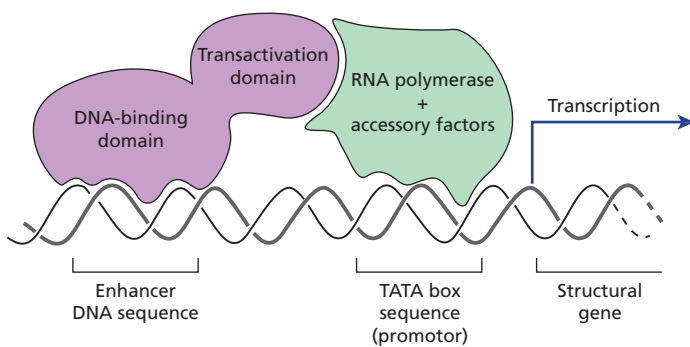 Transactivation
domain
DNA-binding
domain
RNA polymerase
+
accessory factors
Transcription
Enhancer
DNA sequence
TATA box
sequence
(promotor)
Structural
gene